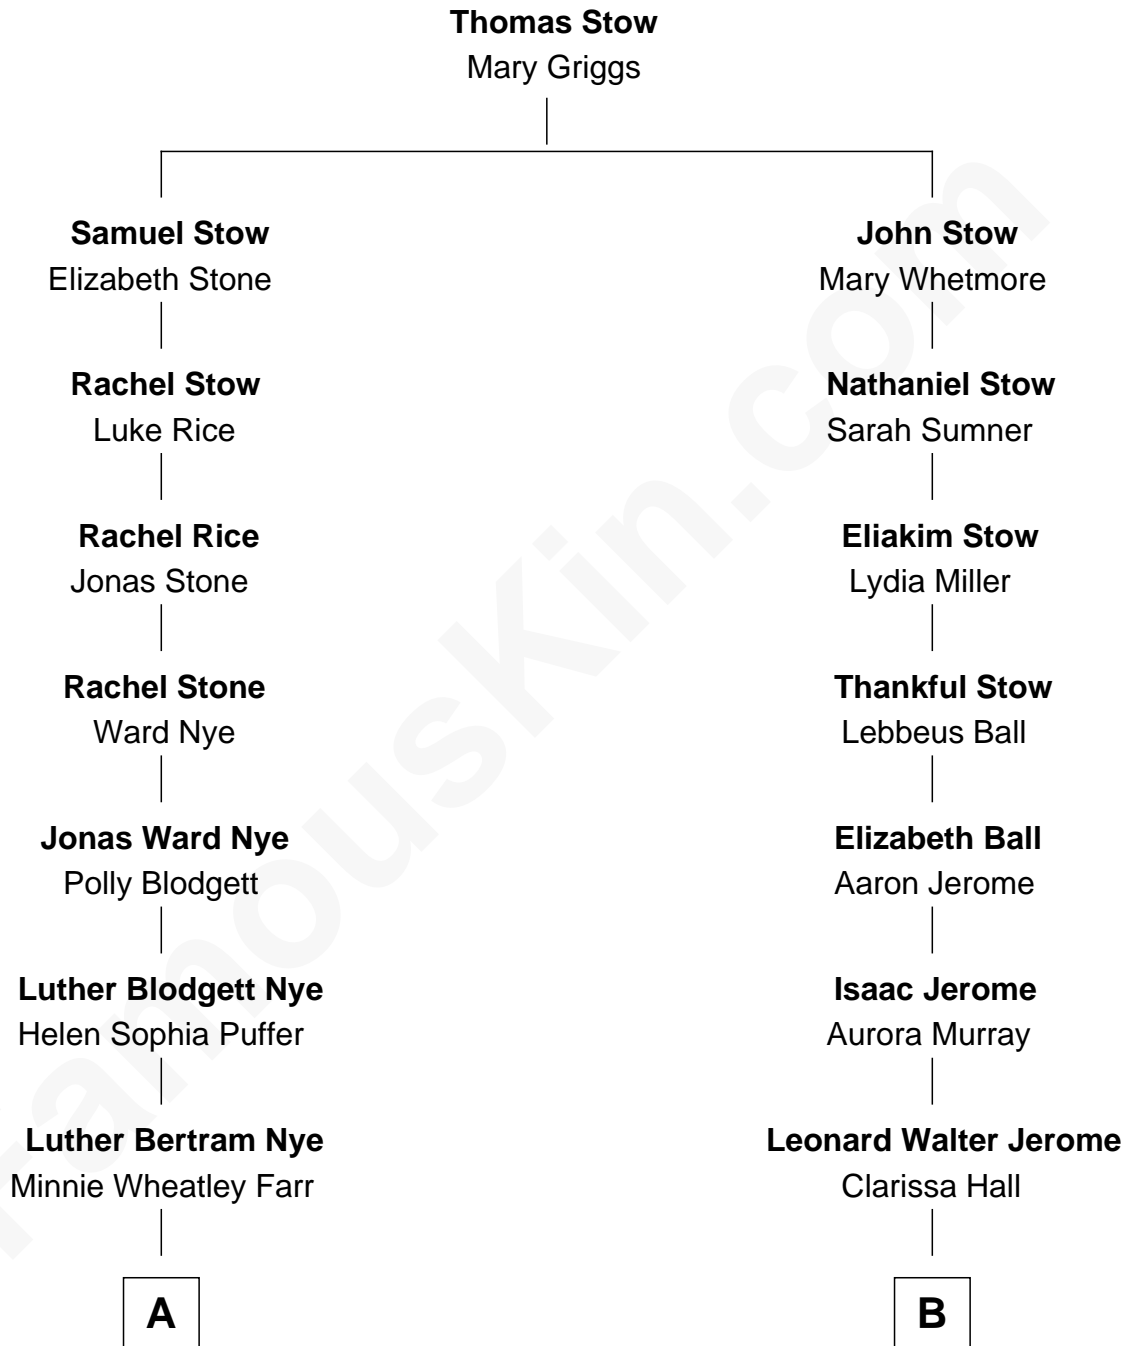 Thomas Stow
Mary Griggs
Samuel Stow
Elizabeth Stone
John Stow
Mary Whetmore
Rachel Stow
Luke Rice
Nathaniel Stow
Sarah Sumner
Rachel Rice
Jonas Stone
Eliakim Stow
Lydia Miller
Rachel Stone
Ward Nye
Thankful Stow
Lebbeus Ball
Jonas Ward Nye
Polly Blodgett
Elizabeth Ball
Aaron Jerome
Luther Blodgett Nye
Helen Sophia Puffer
Isaac Jerome
Aurora Murray
Luther Bertram Nye
Minnie Wheatley Farr
Leonard Walter Jerome
Clarissa Hall
A
B
FamousKin.com